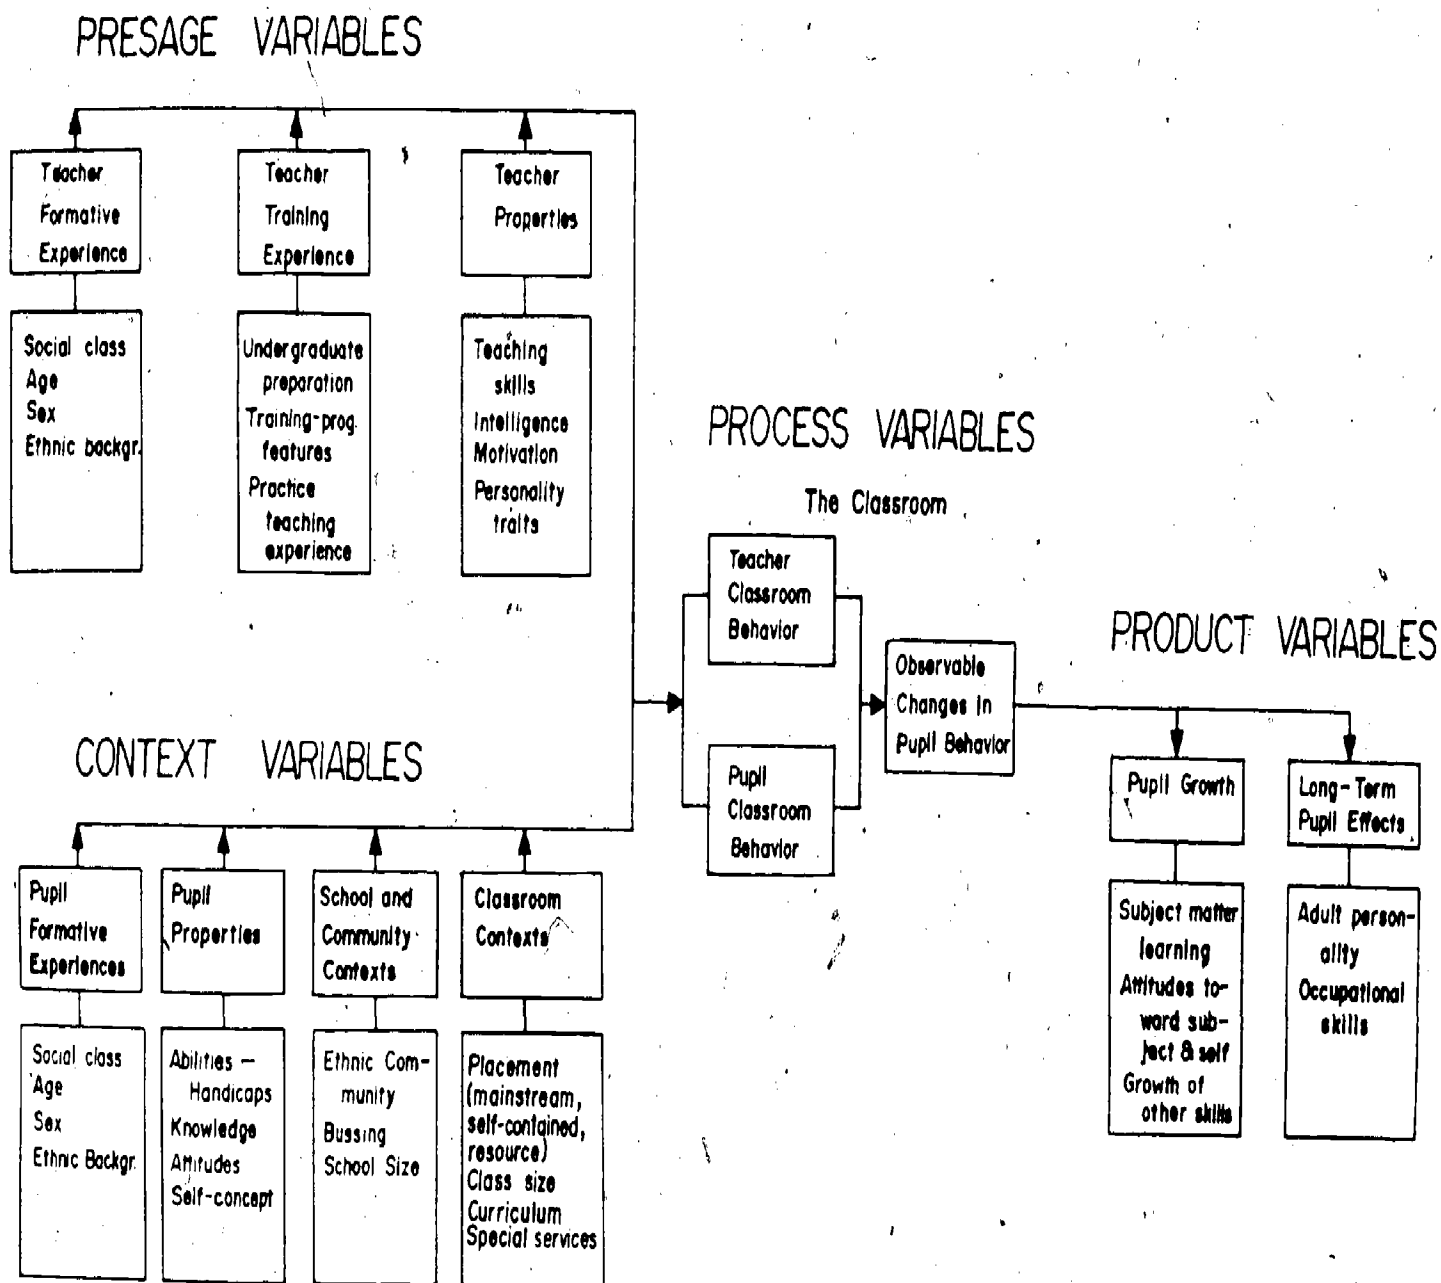 PRESAGE VARIABLES
Teacher
Formative
Experience
Social class
Age
Sex
Ethnic backgr.
Teacher
Training
Experience
Undergraduate
preparation
Training-prog.
features
Practice
teaching
experience
Teacher
Properties
Teaching
skills
Intelligence
Motivation
Personality
traits
CONTEXT VARIABLES
Pupil
Formative
Experiences
Social class
Age
Sex
Ethnic Backgr.
Pupil
Properties
Abilities —
Handicaps
Knowledge
Attitudes
Self-concept
School and
Community
Contexts
Ethnic Com-
munity
Bussing
School Size
Classroom
Contexts
Placement
(mainstream,
self-contained,
resource)
Class size
Curriculum
Special services
PROCESS VARIABLES
The Classroom
Teacher
Classroom
Behavior
Pupil
Classroom
Behavior
Observable
Changes In
Pupil Behavior
PRODUCT VARIABLES
Pupil Growth
Subject matter
learning
Attitudes to-
ward sub-
ject & self
Growth of
other skills
Long-Term
Pupil Effects
Adult person-
ality
Occupational
skills